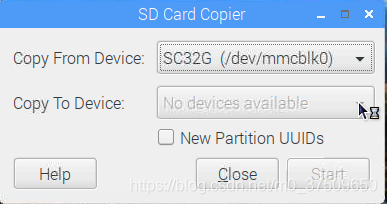 SD Card Copier
Copy From Device: SC32G (/dev/mmcblk0)
Copy To Device: No devices available
New Partition UUIDs
Help Close Start